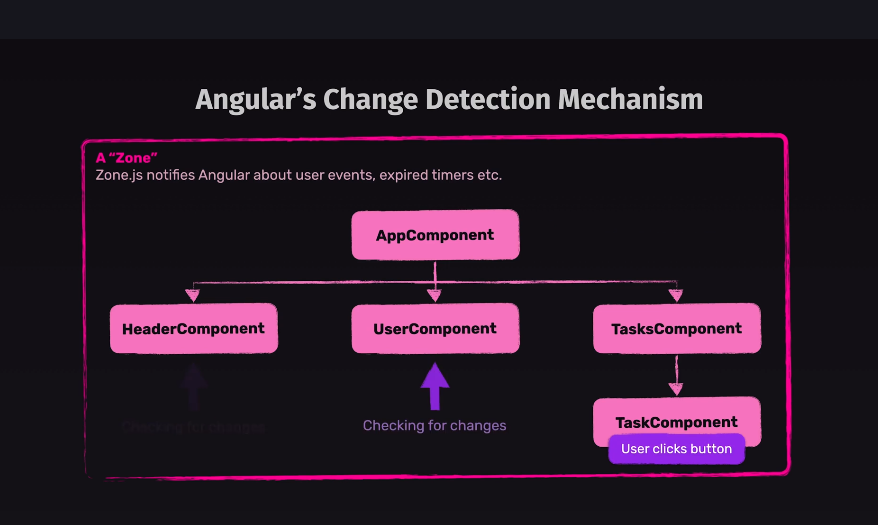 Angular’s Change Detection Mechanism
A “Zone”
Zone.js notifies Angular about user events, expired timers etc.
AppComponent
HeaderComponent
UserComponent
TasksComponent
TaskComponent
User clicks button
Checking for changes
Checking for changes